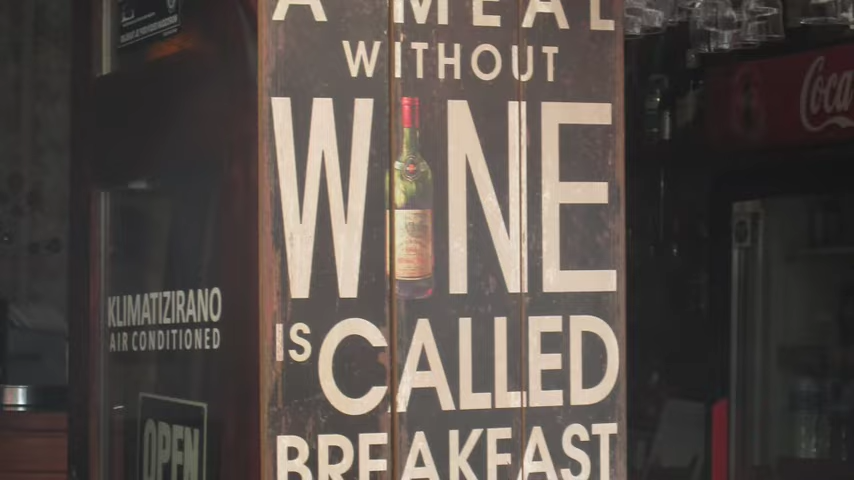 A MEAL
WITHOUT
WINE
IS CALLED
BREAKFAST
KLIMATIZIRANO
AIR CONDITIONED
OPEN
Coca